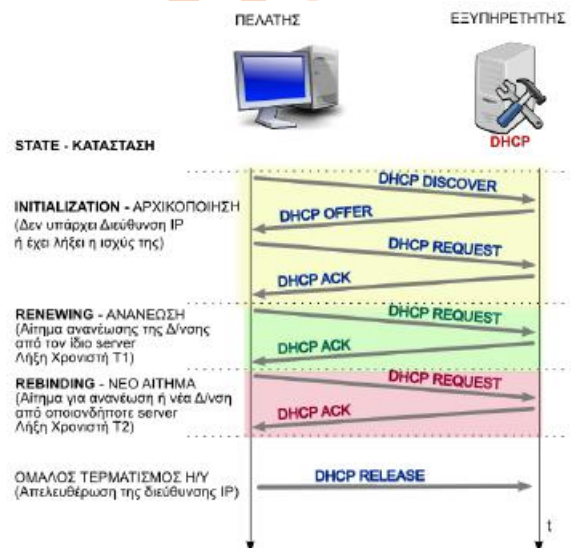 ΠΕΛΑΤΗΣ
ΕΞΥΠΗΡΕΤΗΤΗΣ
DHCP
STATE - ΚΑΤΑΣΤΑΣΗ
DHCP DISCOVER
INITIALIZATION - ΑΡΧΙΚΟΠΟΙΗΣΗ
(Δεν υπάρχει Διεύθυνση IP
ή έχει λήξει η ισχύς της)
DHCP OFFER
DHCP REQUEST
DHCP ACK
RENEWING - ΑΝΑΝΕΩΣΗ
(Αίτημα ανανέωσης της Δ/νσης
από τον ίδιο server
Λήξη Χρονιστή T1)
DHCP REQUEST
DHCP ACK
REBINDING - ΝΕΟ ΑΙΤΗΜΑ
(Αίτημα για ανανέωση ή νέα Δ/νση
από οποιονδήποτε server
Λήξη Χρονιστή T2)
DHCP REQUEST
DHCP ACK
ΟΜΑΛΟΣ ΤΕΡΜΑΤΙΣΜΟΣ Η/Υ
(Απελευθέρωση της διεύθυνσης IP)
DHCP RELEASE
t